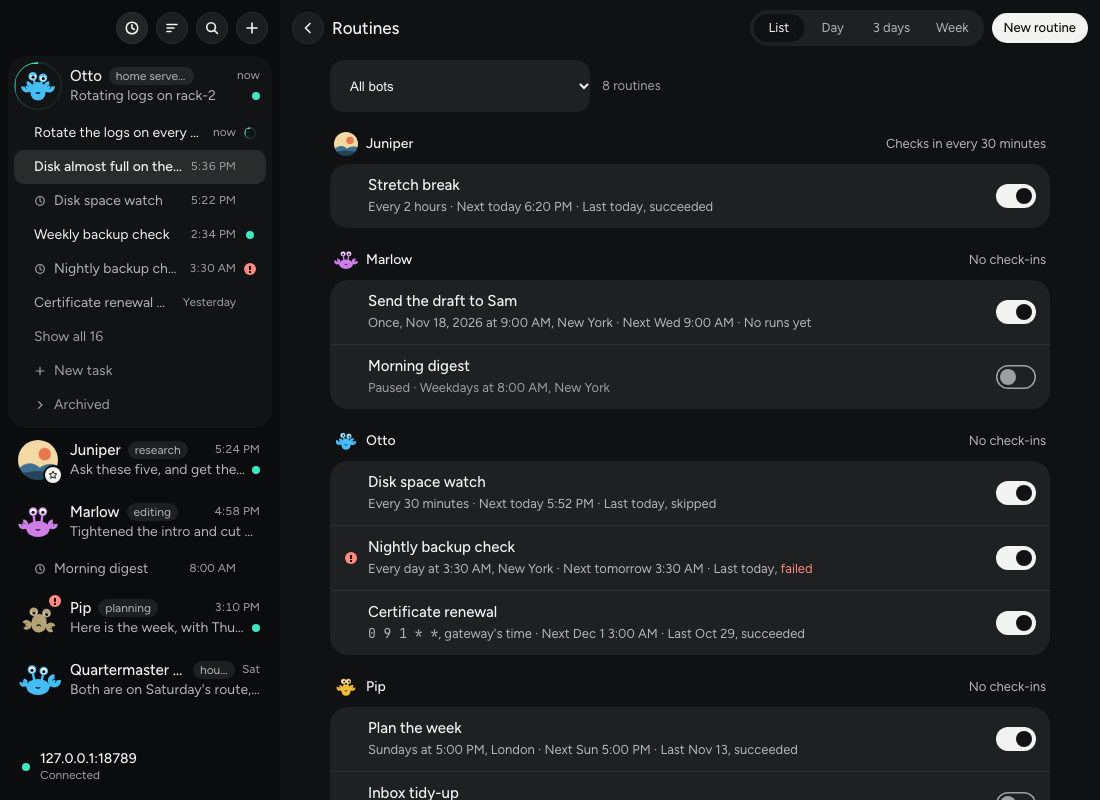 Routines
List
Day
3 days
Week
New routine
Otto
home serve...
now
Rotating logs on rack-2
Rotate the logs on every ...
now
Disk almost full on the...
5:36 PM
Disk space watch
5:22 PM
Weekly backup check
2:34 PM
Nightly backup ch...
3:30 AM
Certificate renewal ...
Yesterday
Show all 16
New task
Archived
Juniper
research
5:24 PM
Ask these five, and get the...
Marlow
editing
4:58 PM
Tightened the intro and cut ...
Morning digest
8:00 AM
Pip
planning
3:10 PM
Here is the week, with Thu...
Quartermaster ...
hou...
Sat
Both are on Saturday's route,...
127.0.0.1:18789
Connected
All bots
8 routines
Juniper
Checks in every 30 minutes
Stretch break
Every 2 hours · Next today 6:20 PM · Last today, succeeded
Marlow
No check-ins
Send the draft to Sam
Once, Nov 18, 2026 at 9:00 AM, New York · Next Wed 9:00 AM · No runs yet
Morning digest
Paused · Weekdays at 8:00 AM, New York
Otto
No check-ins
Disk space watch
Every 30 minutes · Next today 5:52 PM · Last today, skipped
Nightly backup check
Every day at 3:30 AM, New York · Next tomorrow 3:30 AM · Last today, failed
Certificate renewal
0 9 1 * *, gateway's time · Next Dec 1 3:00 AM · Last Oct 29, succeeded
Pip
No check-ins
Plan the week
Sundays at 5:00 PM, London · Next Sun 5:00 PM · Last Nov 13, succeeded
Inbox tidy-up